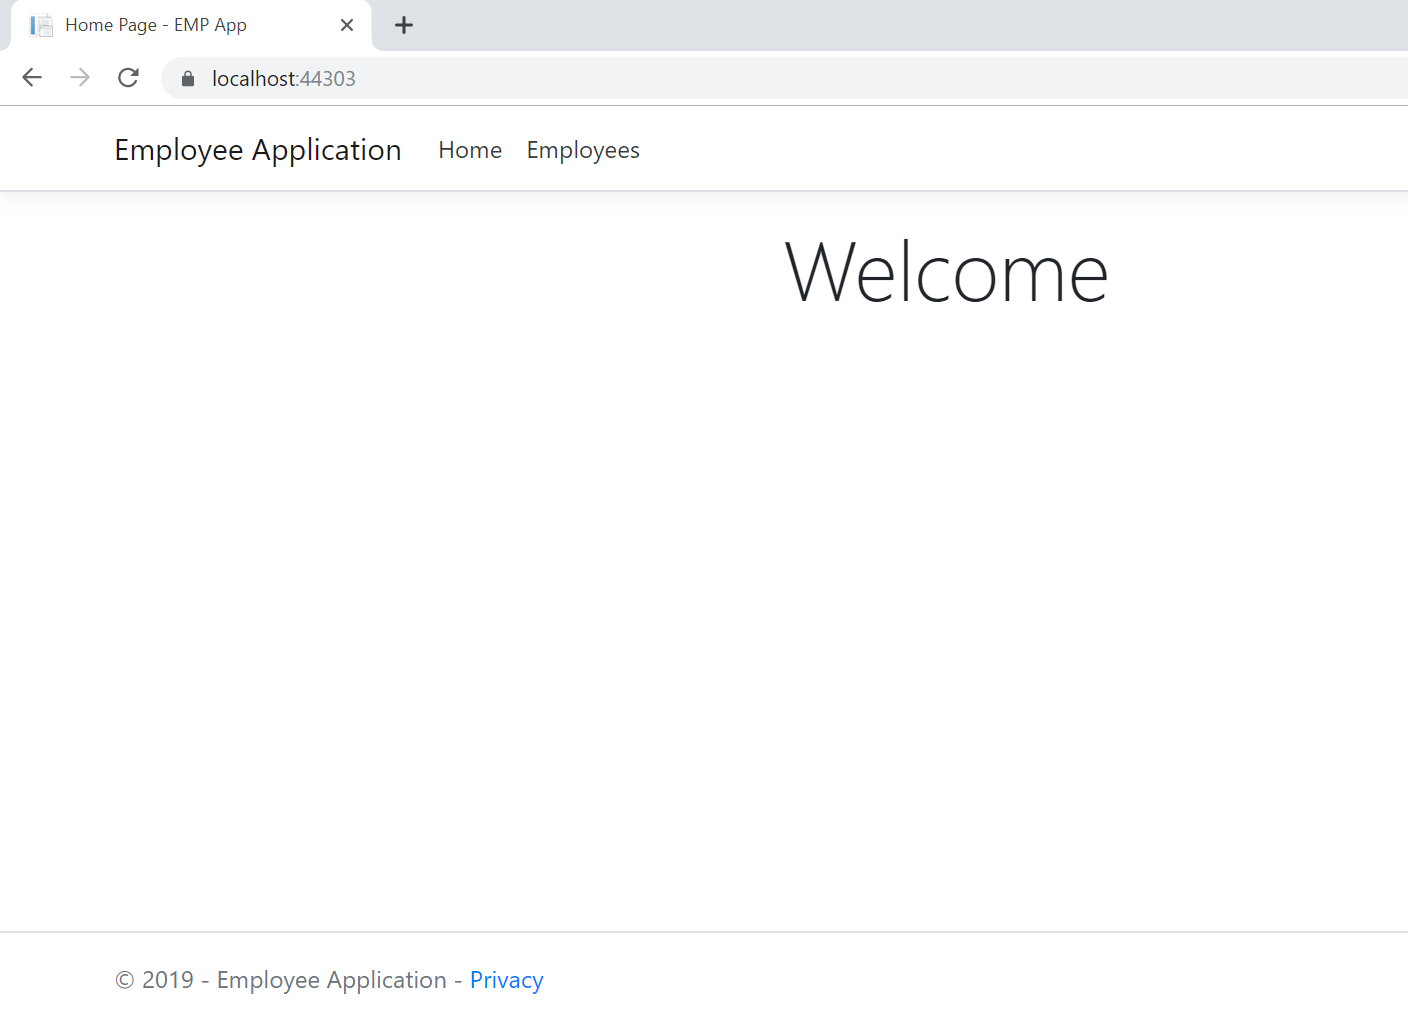 Home Page - EMP App
localhost:44303
Employee Application Home Employees
Welcome
© 2019 - Employee Application - Privacy